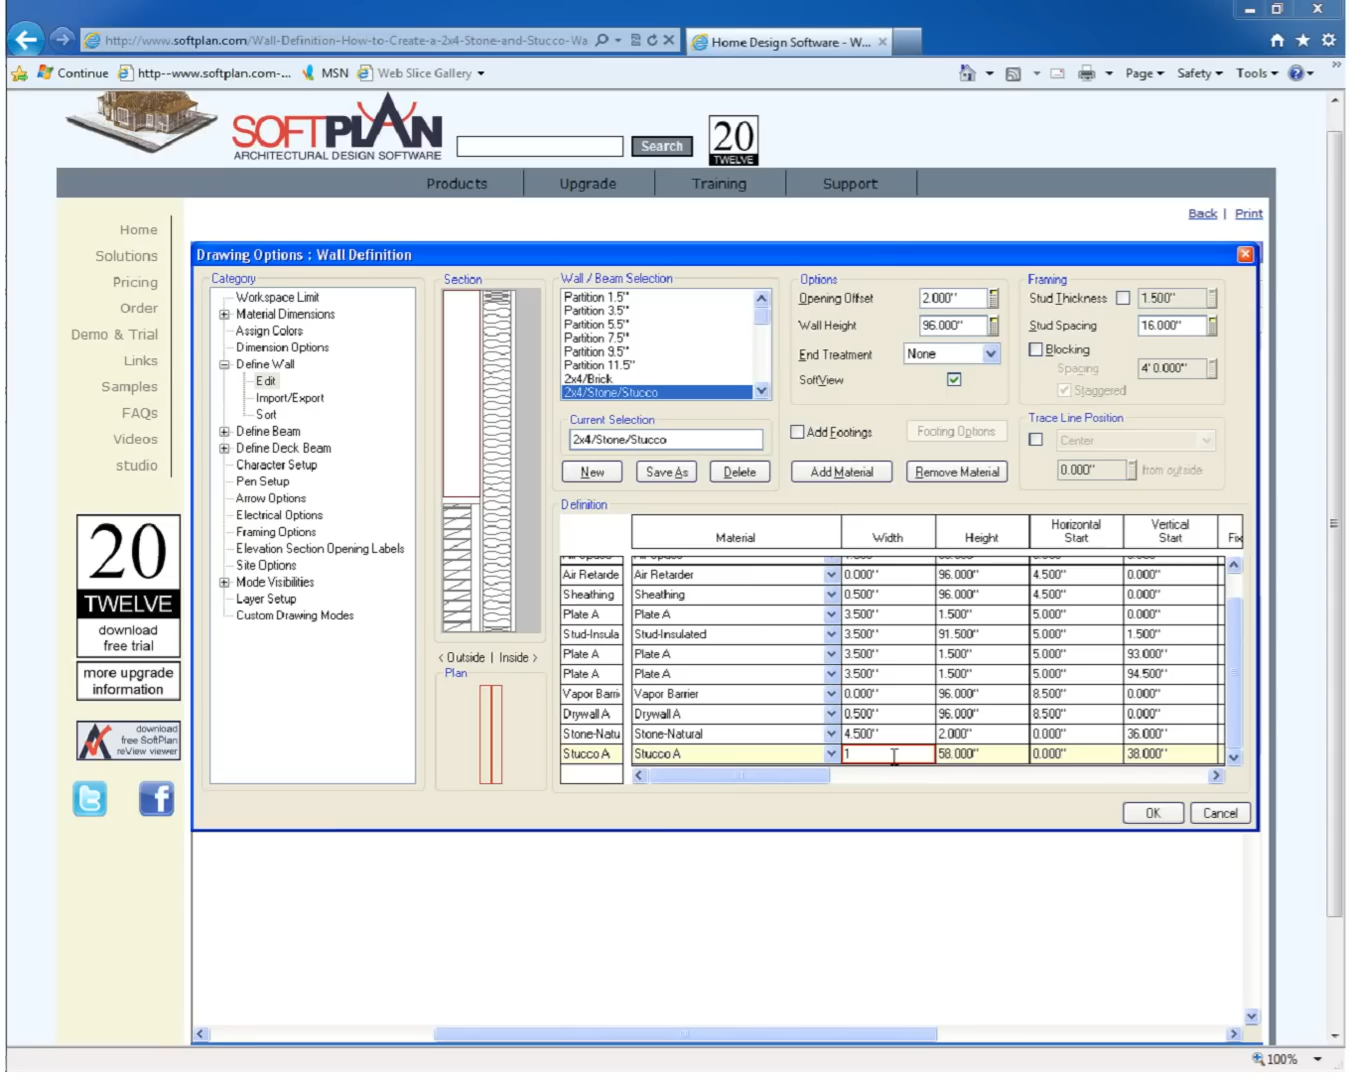 http://www.softplan.com/Wall-Definition-How-to-Create-a-2x4-Stone-and-Stucco-Wa
Home Design Software - W...
Continue
http--www.softplan.com-...
MSN
Web Slice Gallery
Page
Safety
Tools
SOFTPLAN
ARCHITECTURAL DESIGN SOFTWARE
Search
20
TWELVE
Products
Upgrade
Training
Support
Back | Print
Home
Solutions
Pricing
Order
Demo & Trial
Links
Samples
FAQs
Videos
studio
20
TWELVE
download
free trial
more upgrade
information
download
free SoftPlan
reView viewer
Drawing Options : Wall Definition
Category
Workspace Limit
Material Dimensions
Assign Colors
Dimension Options
Define Wall
Edit
Import/Export
Sort
Define Beam
Define Deck Beam
Character Setup
Pen Setup
Arrow Options
Electrical Options
Framing Options
Elevation Section Opening Labels
Site Options
Mode Visibilities
Layer Setup
Custom Drawing Modes
Section
< Outside | Inside >
Plan
Wall / Beam Selection
Partition 1.5"
Partition 3.5"
Partition 5.5"
Partition 7.5"
Partition 9.5"
Partition 11.5"
2x4/Brick
2x4/Stone/Stucco
Current Selection
2x4/Stone/Stucco
New
Save As
Delete
Options
Opening Offset 2.000"
Wall Height 96.000"
End Treatment None
SoftView
Add Footings
Footing Options
Add Material
Remove Material
Framing
Stud Thickness 1.500"
Stud Spacing 16.000"
Blocking
Spacing 4' 0.000"
Staggered
Trace Line Position
Center
0.000" from outside
Definition
Material Width Height Horizontal Start Vertical Start Fix
Air Retarde Air Retarder 0.000" 96.000" 4.500" 0.000"
Sheathing Sheathing 0.500" 96.000" 4.500" 0.000"
Plate A Plate A 3.500" 1.500" 5.000" 0.000"
Stud-Insula Stud-Insulated 3.500" 91.500" 5.000" 1.500"
Plate A Plate A 3.500" 1.500" 5.000" 93.000"
Plate A Plate A 3.500" 1.500" 5.000" 94.500"
Vapor Barri Vapor Barrier 0.000" 96.000" 8.500" 0.000"
Drywall A Drywall A 0.500" 96.000" 8.500" 0.000"
Stone-Natu Stone-Natural 4.500" 2.000" 0.000" 36.000"
Stucco A Stucco A 1 58.000" 0.000" 38.000"
OK
Cancel
100%